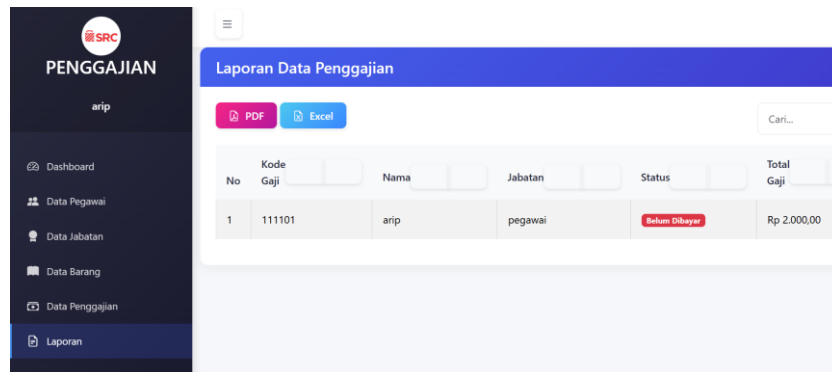 SRC
PENGGAJIAN
arip
Dashboard
Data Pegawai
Data Jabatan
Data Barang
Data Penggajian
Laporan
Laporan Data Penggajian
PDF Excel
Cari...
No Kode Gaji Nama Jabatan Status Total Gaji
1 111101 arip pegawai Belum Dibayar Rp 2.000,00